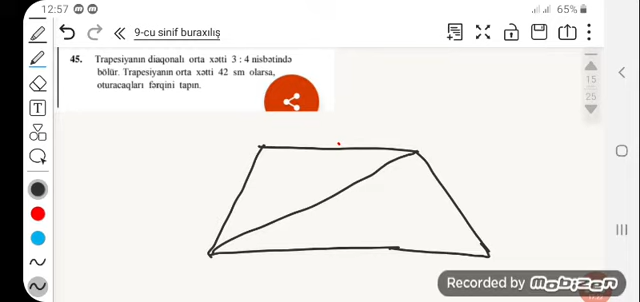 12:57
65%
9-cu sinif buraxılış
45. Trapesiyanın diaqonalı orta xətti 3 : 4 nisbətində
bölür. Trapesiyanın orta xətti 42 sm olarsa,
oturacaqları fərqini tapın.
15
25
T
Recorded by Mobizen